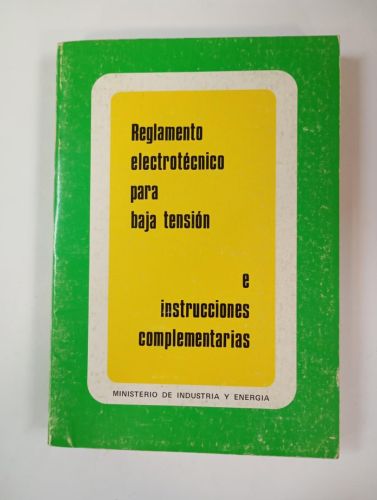 Reglamento
electrotécnico
para
baja tensión
e
instrucciones
complementarias
MINISTERIO DE INDUSTRIA Y ENERGIA